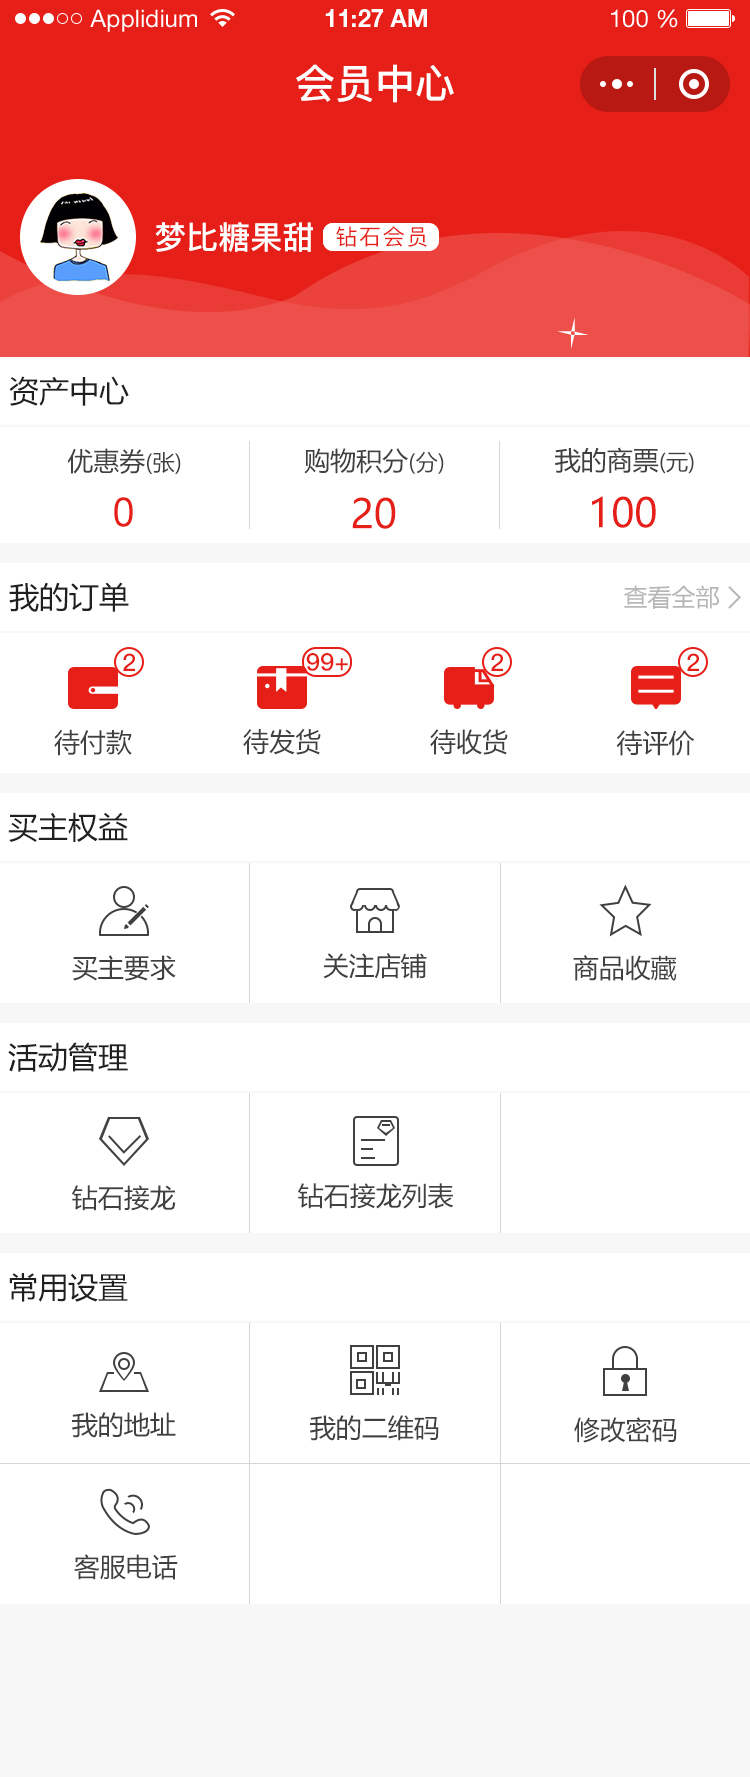 Applidium 11:27 AM 100 %
会员中心
梦比糖果甜 钻石会员
资产中心
优惠券(张) 购物积分(分) 我的商票(元)
0 20 100
我的订单 查看全部
2 99+ 2 2
待付款 待发货 待收货 待评价
买主权益
买主要求 关注店铺 商品收藏
活动管理
钻石接龙 钻石接龙列表
常用设置
我的地址 我的二维码 修改密码
客服电话